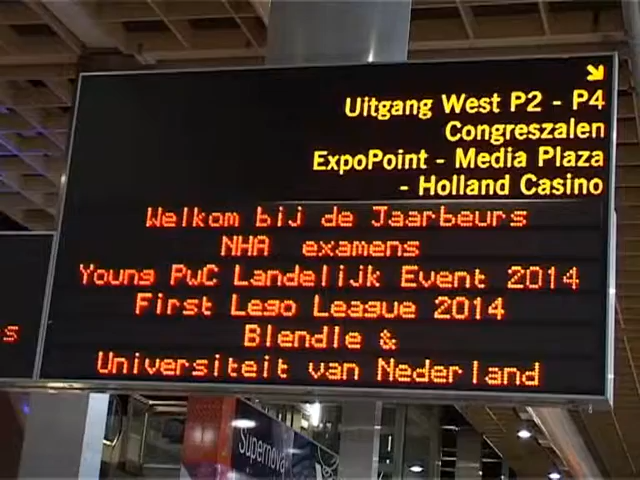 Uitgang West P2 - P4
Congreszalen
ExpoPoint - Media Plaza
- Holland Casino
Welkom bij de Jaarbeurs
NHA examens
Young PwC Landelijk Event 2014
First Lego League 2014
Blendle &
Universiteit van Nederland
s
Supernova